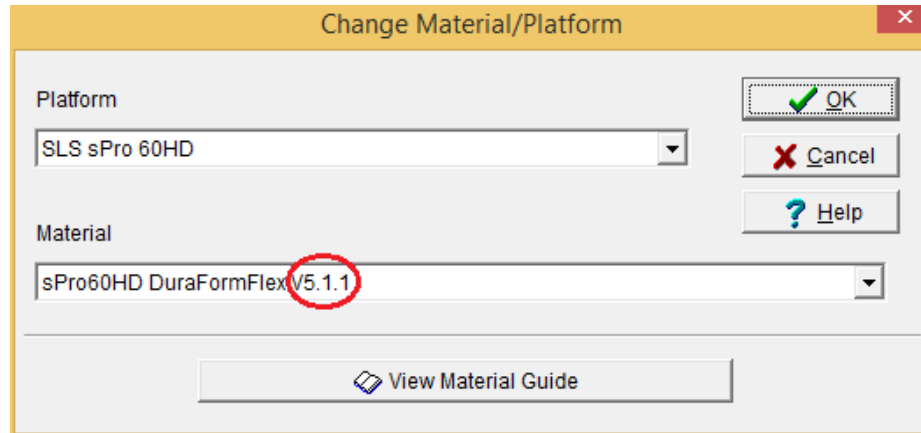 Change Material/Platform
Platform
SLS sPro 60HD
OK
Cancel
Help
Material
sPro60HD DuraFormFlex V5.1.1
View Material Guide